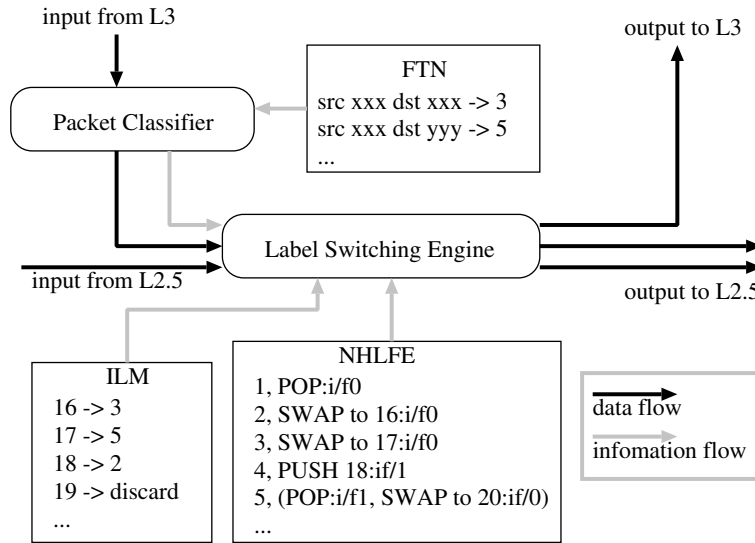 input from L3
output to L3
FTN
src xxx dst xxx -> 3
src xxx dst yyy -> 5
...
Packet Classifier
Label Switching Engine
input from L2.5
output to L2.5
ILM
16 -> 3
17 -> 5
18 -> 2
19 -> discard
...
NHLFE
1, POP:i/f0
2, SWAP to 16:i/f0
3, SWAP to 17:i/f0
4, PUSH 18:if/1
5, (POP:i/f1, SWAP to 20:if/0)
...
data flow
infomation flow